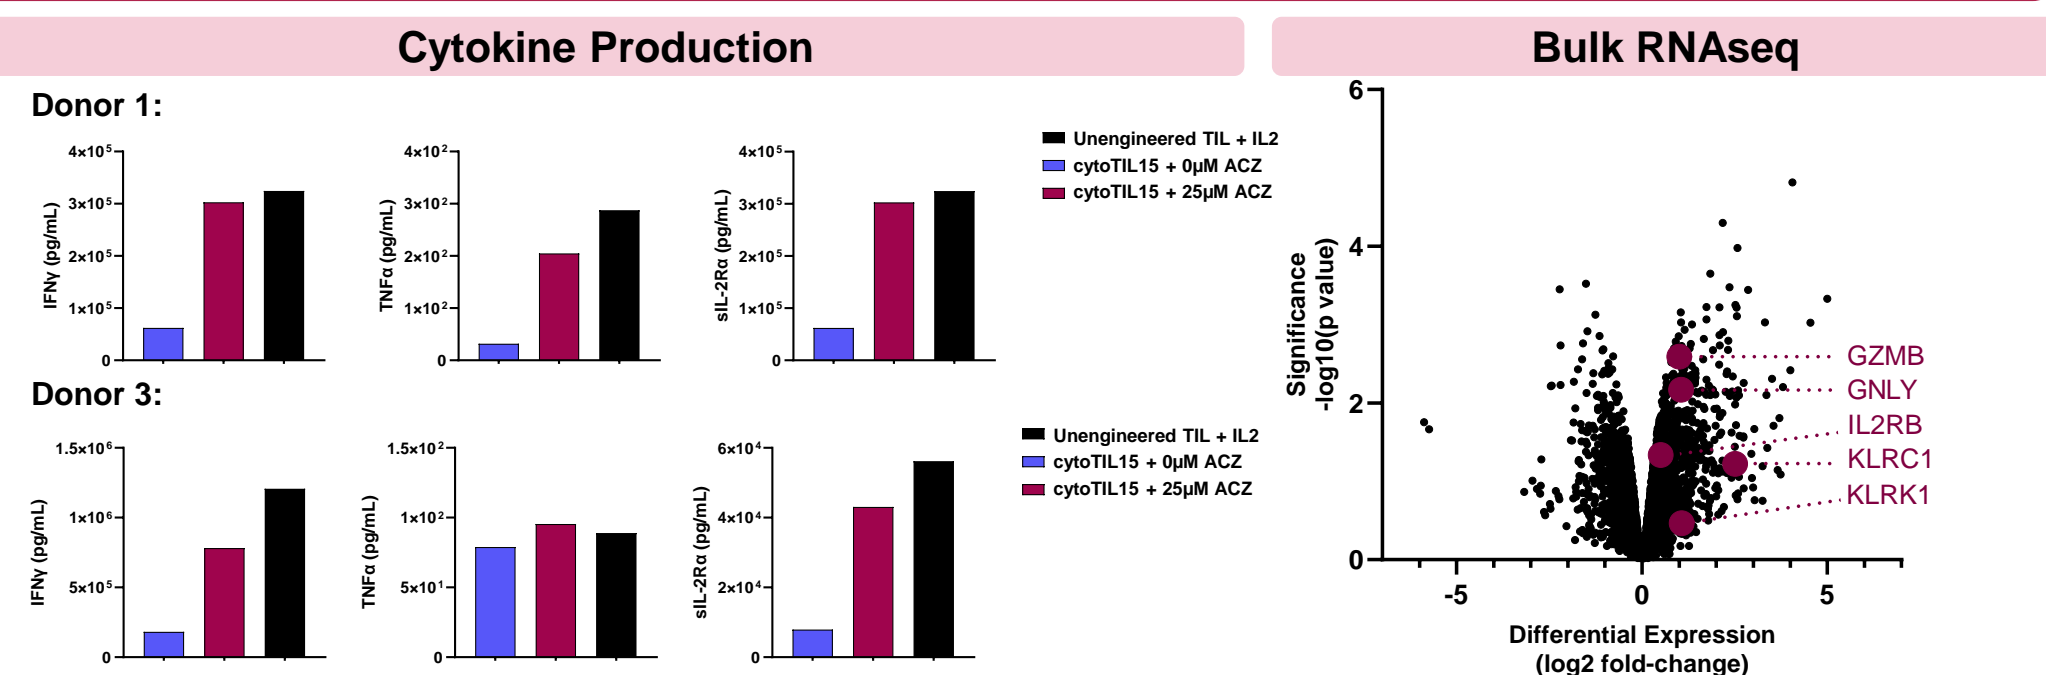 Cytokine Production
Donor 1:
IFNγ (pg/mL)
4×10⁵
3×10⁵
2×10⁵
1×10⁵
0
TNFα (pg/mL)
4×10²
3×10²
2×10²
1×10²
0
sIL-2Rα (pg/mL)
4×10⁵
3×10⁵
2×10⁵
1×10⁵
0
Unengineered TIL + IL2
cytoTIL15 + 0µM ACZ
cytoTIL15 + 25µM ACZ
Donor 3:
IFNγ (pg/mL)
1.5×10⁶
1×10⁶
5×10⁵
0
TNFα (pg/mL)
1.5×10²
1×10²
5×10¹
0
sIL-2Rα (pg/mL)
6×10⁴
4×10⁴
2×10⁴
0
Unengineered TIL + IL2
cytoTIL15 + 0µM ACZ
cytoTIL15 + 25µM ACZ
Bulk RNAseq
Significance
-log10(p value)
6
4
2
0
GZMB
GNLY
IL2RB
KLRC1
KLRK1
-5
0
5
Differential Expression
(log2 fold-change)